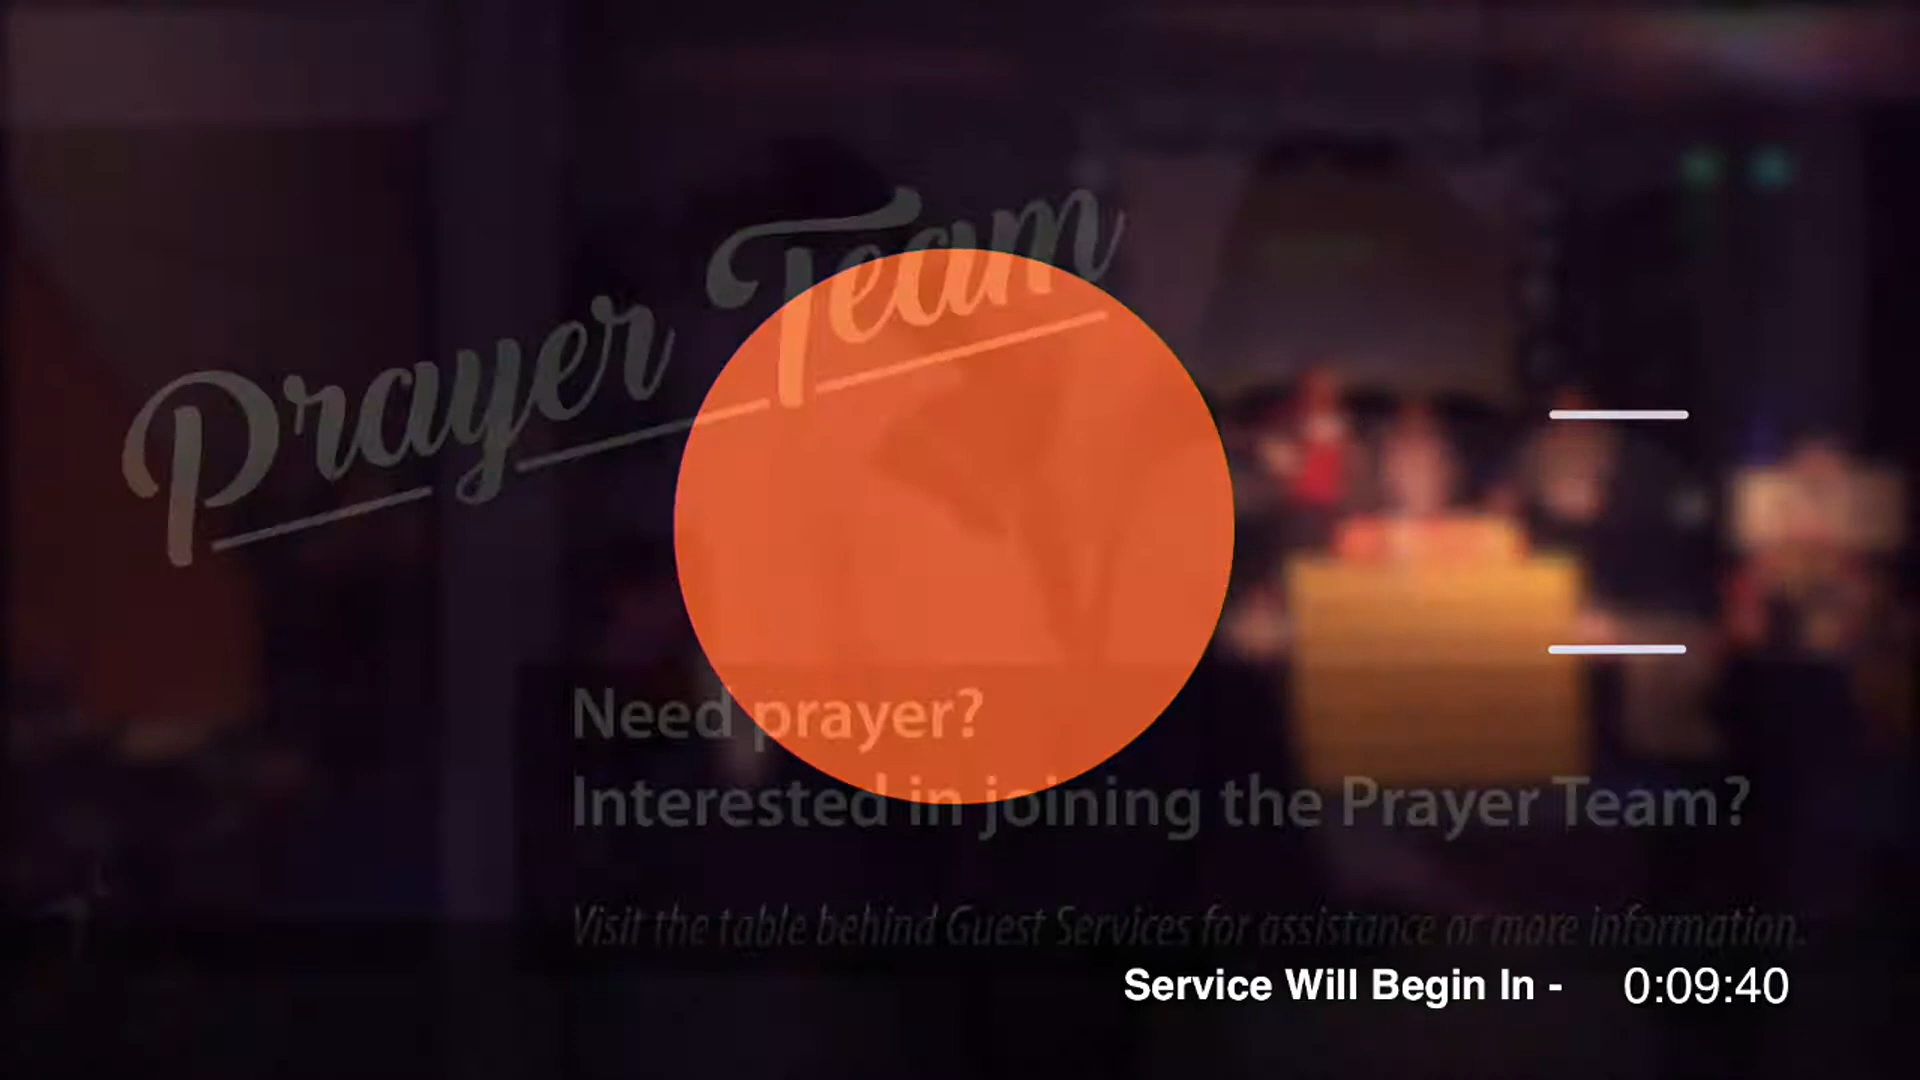 Prayer Team
Need prayer?
Interested in joining the Prayer Team?
Visit the table behind Guest Services for assistance or more information.
Service Will Begin In - 0:09:40